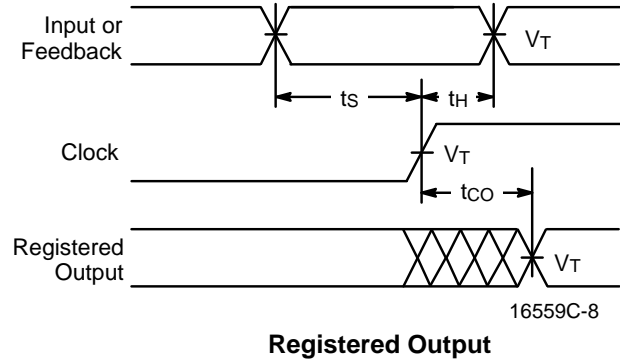 Input or
Feedback
VT
tS
tH
Clock
VT
tCO
Registered
Output
VT
16559C-8
Registered Output